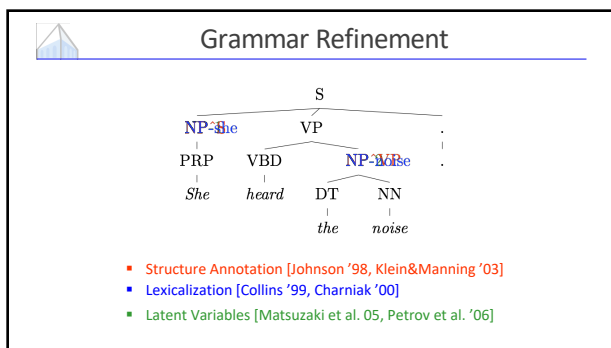 Grammar Refinement
S
VP .
PRP VBD .
She heard DT NN
the noise
▪ Structure Annotation [Johnson '98, Klein&Manning '03]
▪ Lexicalization [Collins '99, Charniak '00]
▪ Latent Variables [Matsuzaki et al. 05, Petrov et al. '06]